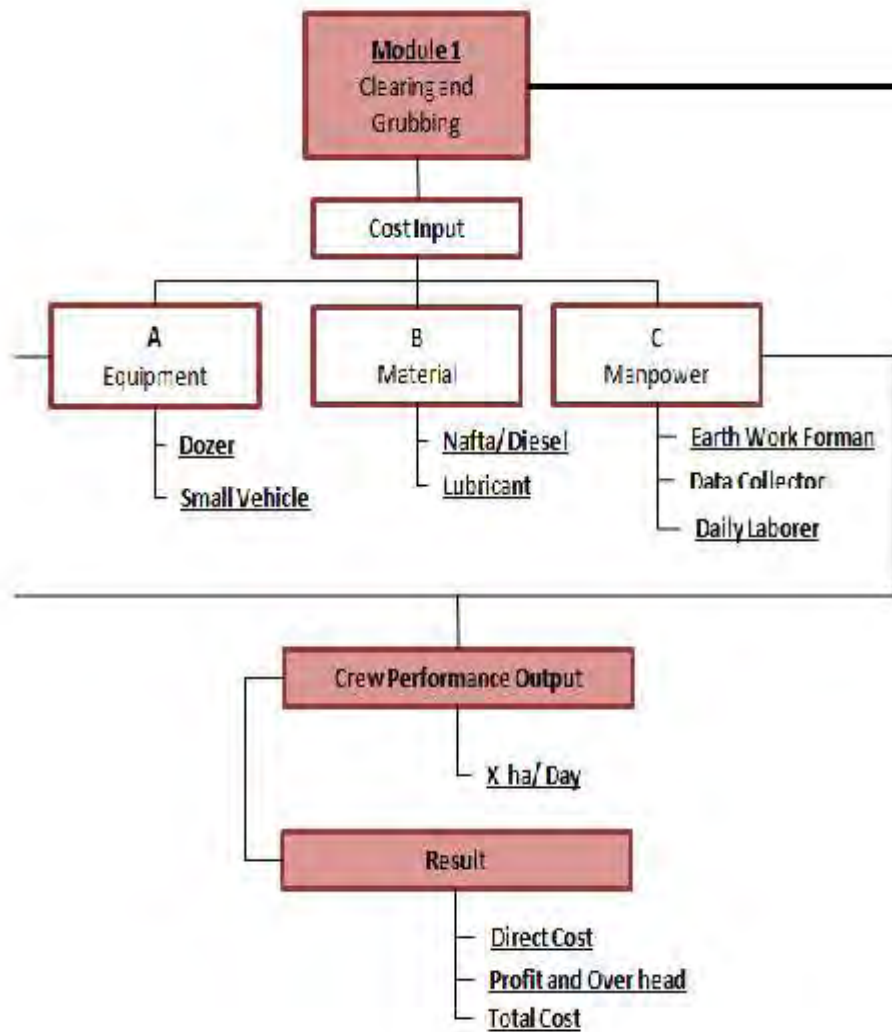 Module 1
Clearing and
Grubbing
Cost Input
A
Equipment
B
Material
C
Manpower
Dozer
Small Vehicle
Nafta/ Diesel
Lubricant
Earth Work Forman
Data Collector
Daily Laborer
Crew Performance Output
X ha/ Day
Result
Direct Cost
Profit and Over head
Total Cost